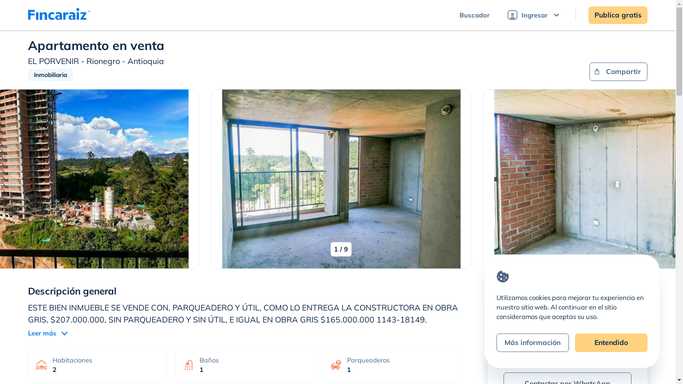 Fincaraiz
Buscador
Ingresar
Publica gratis
Apartamento en venta
EL PORVENIR - Rionegro - Antioquia
Inmobiliaria
Compartir
1 / 9
Descripción general
ESTE BIEN INMUEBLE SE VENDE CON, PARQUEADERO Y ÚTIL, COMO LO ENTREGA LA CONSTRUCTORA EN OBRA
GRIS, $207.000.000, SIN PARQUEADERO Y SIN ÚTIL, E IGUAL EN OBRA GRIS $165.000.000 1143-18149.
Leer más
Habitaciones
2
Baños
1
Parqueaderos
1
Utilizamos cookies para mejorar tu experiencia en
nuestro sitio web. Al continuar en el sitio
consideramos que aceptas su uso.
Más información
Entendido
Contactar por WhatsApp